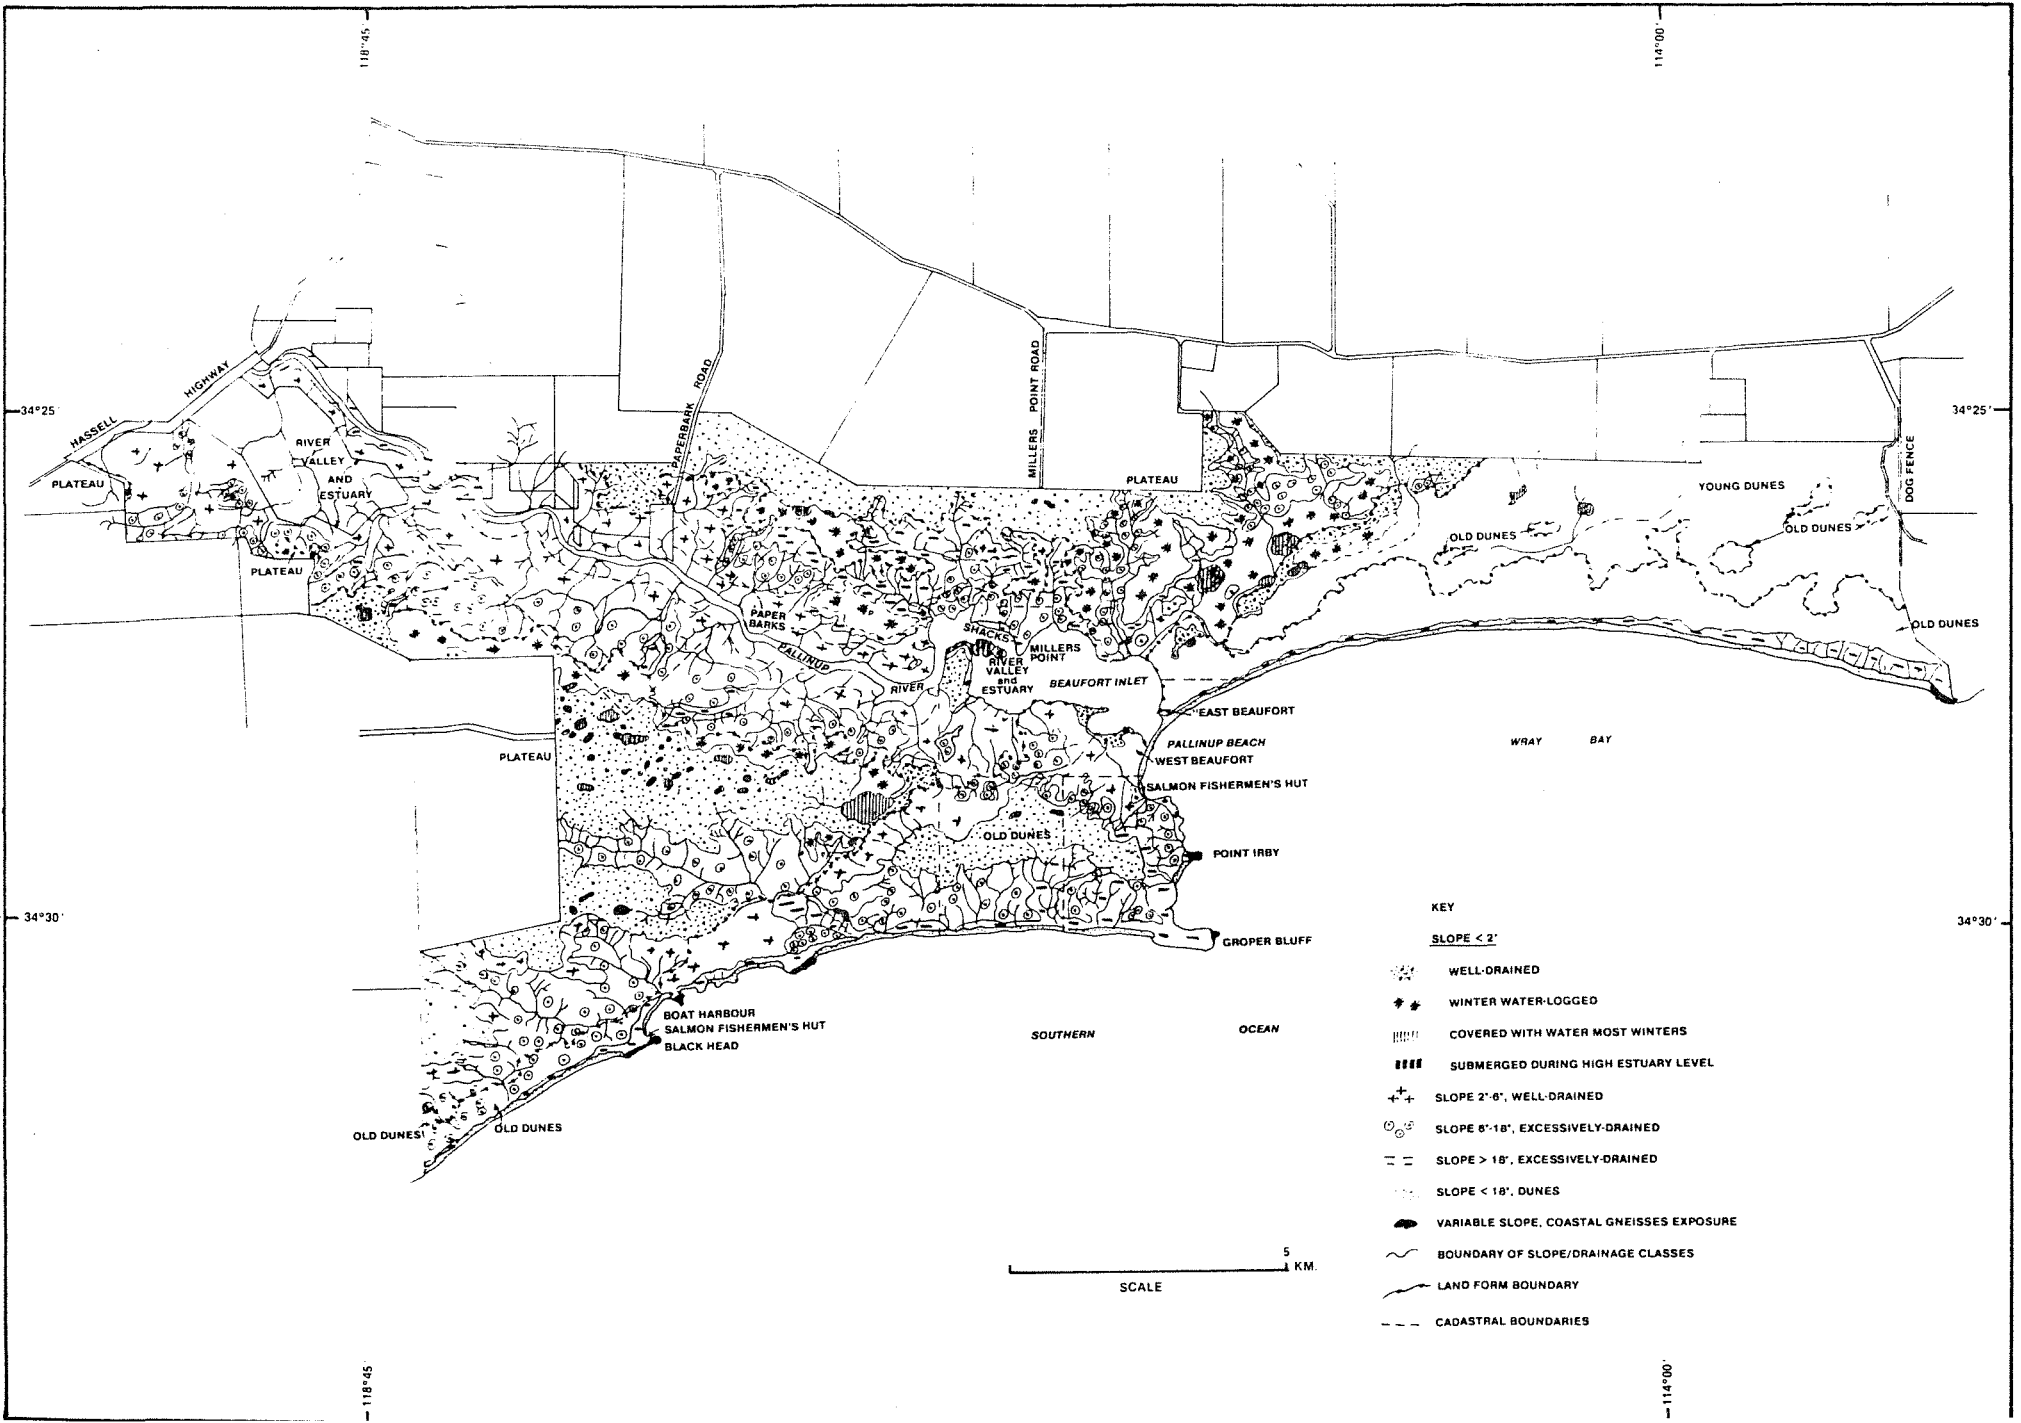 118°45'
114°00'
34°25'
34°25'
HASSELL HIGHWAY
PAPERBARK ROAD
MILLERS POINT ROAD
DOG FENCE
PLATEAU
RIVER
VALLEY
AND
ESTUARY
PLATEAU
PLATEAU
YOUNG DUNES
OLD DUNES
OLD DUNES
OLD DUNES
PAPER
BARKS
PALLINUP
RIVER
SHACKS
MILLERS
POINT
RIVER
VALLEY
and
ESTUARY
BEAUFORT INLET
EAST BEAUFORT
PALLINUP BEACH
WEST BEAUFORT
SALMON FISHERMEN'S HUT
WRAY BAY
PLATEAU
OLD DUNES
POINT IRBY
GROPER BLUFF
34°30'
34°30'
BOAT HARBOUR
SALMON FISHERMEN'S HUT
BLACK HEAD
OLD DUNES
OLD DUNES
SOUTHERN OCEAN
KEY
SLOPE < 2°
WELL-DRAINED
WINTER WATER-LOGGED
COVERED WITH WATER MOST WINTERS
SUBMERGED DURING HIGH ESTUARY LEVEL
SLOPE 2°-6°, WELL-DRAINED
SLOPE 6°-18°, EXCESSIVELY-DRAINED
SLOPE > 18°, EXCESSIVELY-DRAINED
SLOPE < 18°, DUNES
VARIABLE SLOPE, COASTAL GNEISSES EXPOSURE
BOUNDARY OF SLOPE/DRAINAGE CLASSES
LAND FORM BOUNDARY
CADASTRAL BOUNDARIES
5
KM.
SCALE
118°45'
114°00'